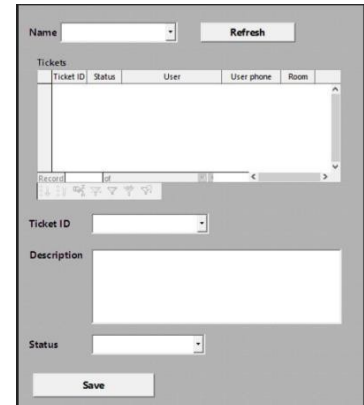 Name Refresh
Tickets
Ticket ID Status User User phone Room
Record of
Ticket ID
Description
Status
Save